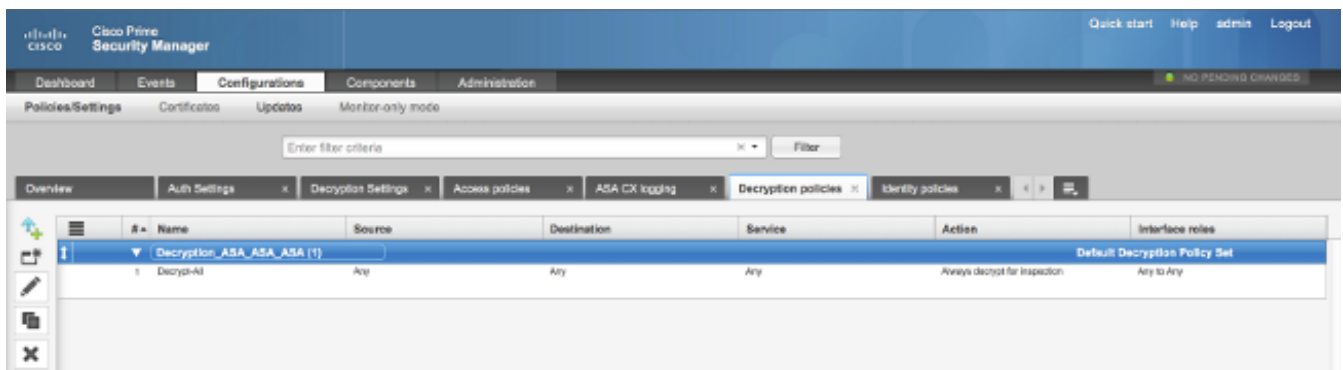 Quick start Help admin Logout
cisco
Cisco Prime
Security Manager
Dashboard Events Configurations Components Administration
NO PENDING CHANGES
Policies/Settings Certificates Updates Monitor-only mode
Enter filter criteria Filter
Overview Auth Settings Decryption Settings Access policies ASA CX logging Decryption policies Identity policies
# Name Source Destination Service Action Interface roles
Decryption_ASA_ASA_ASA (1) Default Decryption Policy Set
1 Decrypt-All Any Any Any Always decrypt for inspection Any to Any